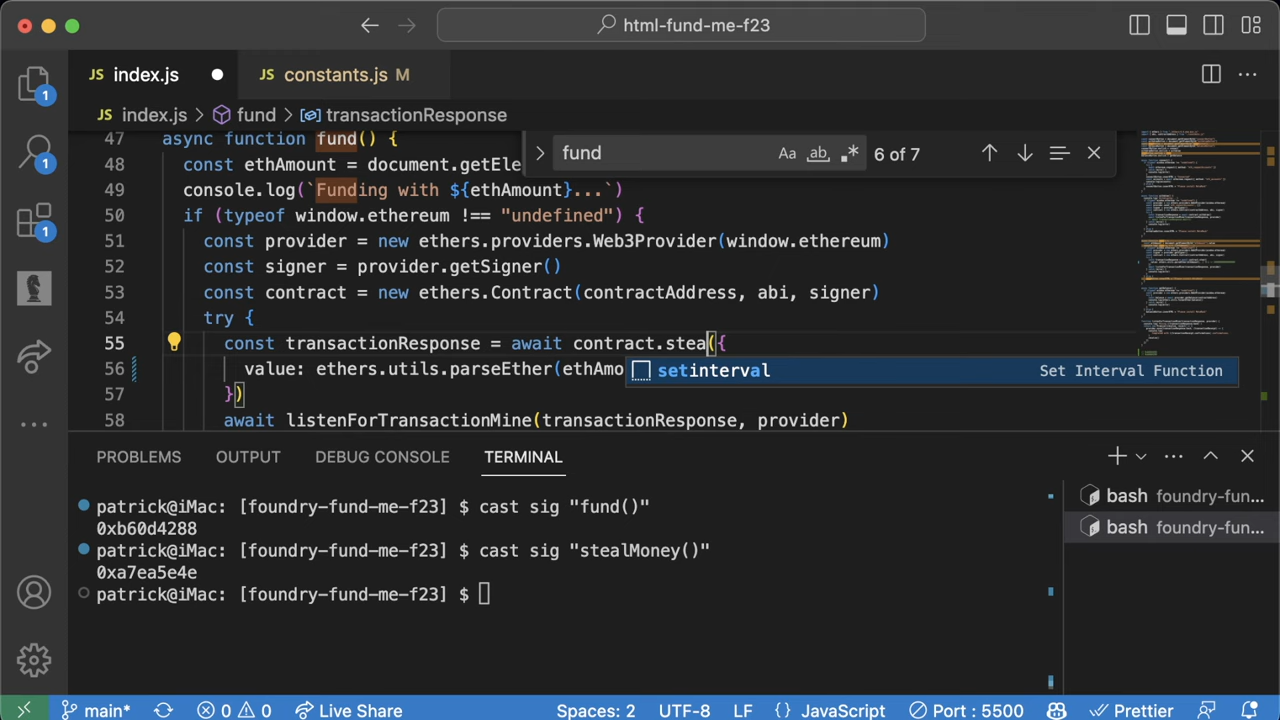 html-fund-me-f23
JS index.js
JS constants.js M
JS index.js > fund > transactionResponse
47 async function fund() {
48 const ethAmount = document.getEle
49 console.log(`Funding with ${ethAmount}...`)
50 if (typeof window.ethereum !== "undefined") {
51 const provider = new ethers.providers.Web3Provider(window.ethereum)
52 const signer = provider.getSigner()
53 const contract = new ethers.Contract(contractAddress, abi, signer)
54 try {
55 const transactionResponse = await contract.stea({
56 value: ethers.utils.parseEther(ethAmo
57 })
58 await listenForTransactionMine(transactionResponse, provider)
fund Aa ab .* 6 of 7
setinterval Set Interval Function
PROBLEMS OUTPUT DEBUG CONSOLE TERMINAL
patrick@iMac: [foundry-fund-me-f23] $ cast sig "fund()"
0xb60d4288
patrick@iMac: [foundry-fund-me-f23] $ cast sig "stealMoney()"
0xa7ea5e4e
patrick@iMac: [foundry-fund-me-f23] $
bash foundry-fun...
bash foundry-fun...
1
1
1
main* 0 0 Live Share Spaces: 2 UTF-8 LF {} JavaScript Port : 5500 Prettier